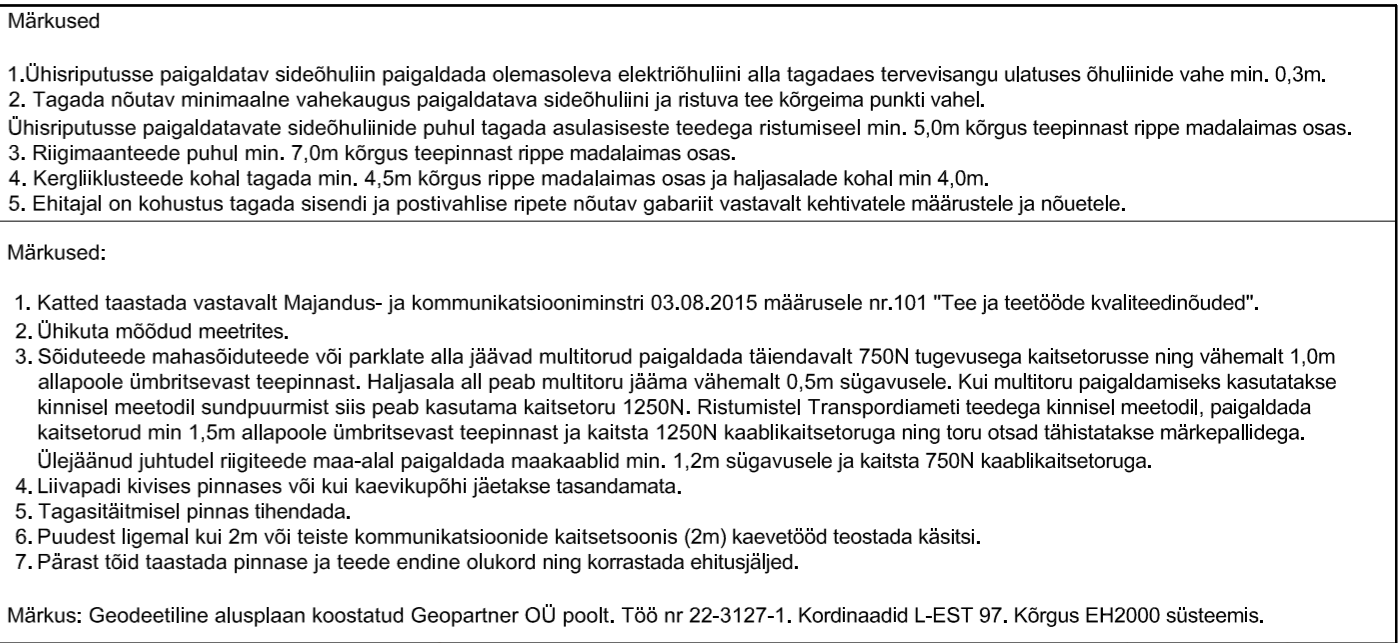 Märkused
1.Ühisriputusse paigaldatav sideõhuliin paigaldada olemasoleva elektriõhuliini alla tagadaes tervevisangu ulatuses õhuliinide vahe min. 0,3m.
2. Tagada nõutav minimaalne vahekaugus paigaldatava sideõhuliini ja ristuva tee kõrgeima punkti vahel.
Ühisriputusse paigaldatavate sideõhuliinide puhul tagada asulasiseste teedega ristumiseel min. 5,0m kõrgus teepinnast rippe madalaimas osas.
3. Riigimaanteede puhul min. 7,0m kõrgus teepinnast rippe madalaimas osas.
4. Kergliiklusteede kohal tagada min. 4,5m kõrgus rippe madalaimas osas ja haljasalade kohal min 4,0m.
5. Ehitajal on kohustus tagada sisendi ja postivahlise ripete nõutav gabariit vastavalt kehtivatele määrustele ja nõuetele.
Märkused:
1. Katted taastada vastavalt Majandus- ja kommunikatsiooniminstri 03.08.2015 määrusele nr.101 "Tee ja teetööde kvaliteedinõuded".
2. Ühikuta mõõdud meetrites.
3. Sõiduteede mahasõiduteede või parklate alla jäävad multitorud paigaldada täiendavalt 750N tugevusega kaitsetorusse ning vähemalt 1,0m
allapoole ümbritsevast teepinnast. Haljasala all peab multitoru jääma vähemalt 0,5m sügavusele. Kui multitoru paigaldamiseks kasutatakse
kinnisel meetodil sundpuurmist siis peab kasutama kaitsetoru 1250N. Ristumistel Transpordiameti teedega kinnisel meetodil, paigaldada
kaitsetorud min 1,5m allapoole ümbritsevast teepinnast ja kaitsta 1250N kaablikaitsetoruga ning toru otsad tähistatakse märkepallidega.
Ülejäänud juhtudel riigiteede maa-alal paigaldada maakaablid min. 1,2m sügavusele ja kaitsta 750N kaablikaitsetoruga.
4. Liivapadi kivises pinnases või kui kaevikupõhi jäetakse tasandamata.
5. Tagasitäitmisel pinnas tihendada.
6. Puudest ligemal kui 2m või teiste kommunikatsioonide kaitsetsoonis (2m) kaevetööd teostada käsitsi.
7. Pärast tõid taastada pinnase ja teede endine olukord ning korrastada ehitusjäljed.
Märkus: Geodeetiline alusplaan koostatud Geopartner OÜ poolt. Töö nr 22-3127-1. Kordinaadid L-EST 97. Kõrgus EH2000 süsteemis.